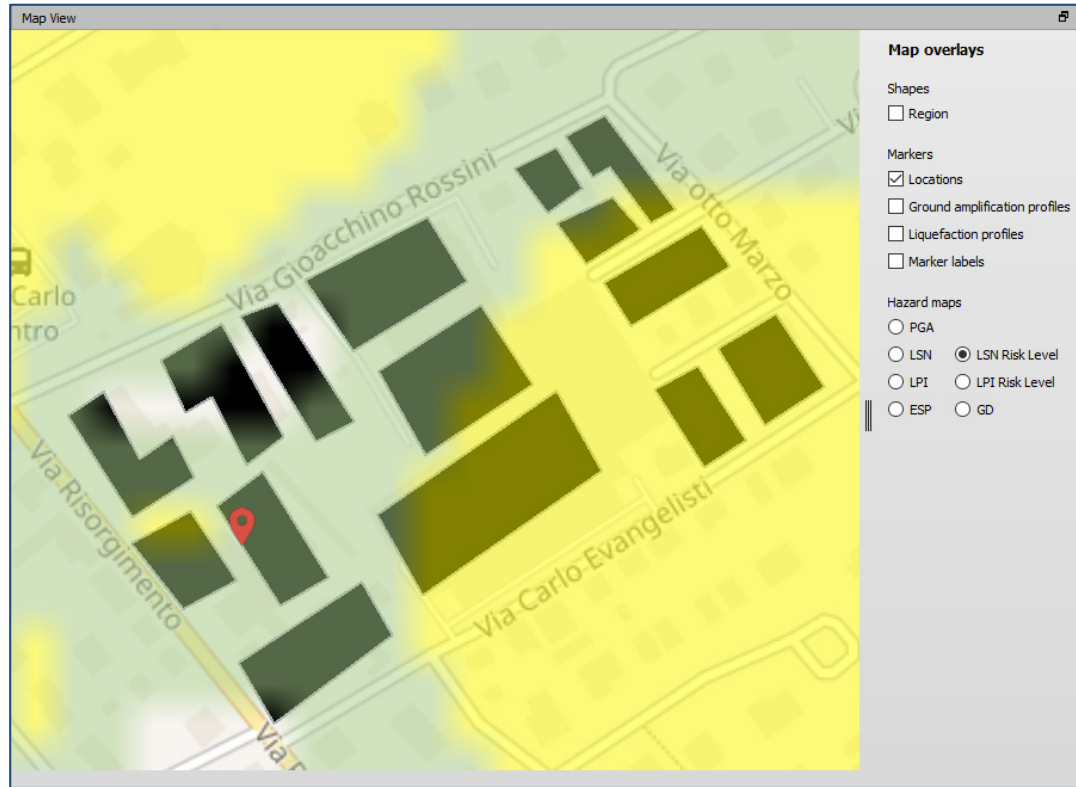 Map View
Map overlays
Shapes
Region
Markers
Locations
Ground amplification profiles
Liquefaction profiles
Marker labels
Hazard maps
PGA
LSN
LSN Risk Level
LPI
LPI Risk Level
ESP
GD
Via Gioacchino Rossini
Via otto Marzo
Carlo
ntro
Via Risorgimento
Via Carlo Evangelisti
Via